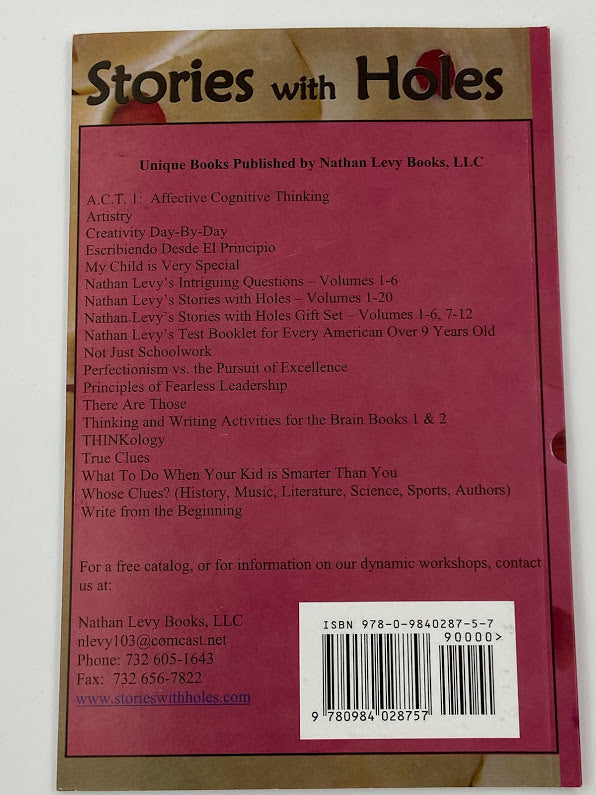 Stories with Holes
Unique Books Published by Nathan Levy Books, LLC
A.C.T. 1: Affective Cognitive Thinking
Artistry
Creativity Day-By-Day
Escribiendo Desde El Principio
My Child is Very Special
Nathan Levy's Intriguing Questions – Volumes 1-6
Nathan Levy's Stories with Holes – Volumes 1-20
Nathan Levy's Stories with Holes Gift Set – Volumes 1-6, 7-12
Nathan Levy's Test Booklet for Every American Over 9 Years Old
Not Just Schoolwork
Perfectionism vs. the Pursuit of Excellence
Principles of Fearless Leadership
There Are Those
Thinking and Writing Activities for the Brain Books 1 & 2
THINKology
True Clues
What To Do When Your Kid is Smarter Than You
Whose Clues? (History, Music, Literature, Science, Sports, Authors)
Write from the Beginning
For a free catalog, or for information on our dynamic workshops, contact
us at:
Nathan Levy Books, LLC
nlevy103@comcast.net
Phone: 732 605-1643
Fax: 732 656-7822
www.storieswithholes.com
ISBN 978-0-9840287-5-7
90000>
9 780984 028757